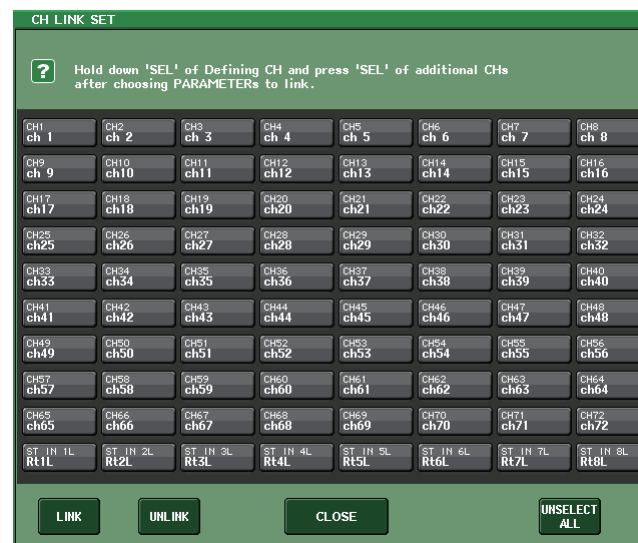 CH LINK SET
? Hold down 'SEL' of Defining CH and press 'SEL' of additional CHs
after choosing PARAMETERs to link.
CH1 CH2 CH3 CH4 CH5 CH6 CH7 CH8
ch 1 ch 2 ch 3 ch 4 ch 5 ch 6 ch 7 ch 8
CH9 CH10 CH11 CH12 CH13 CH14 CH15 CH16
ch 9 ch10 ch11 ch12 ch13 ch14 ch15 ch16
CH17 CH18 CH19 CH20 CH21 CH22 CH23 CH24
ch17 ch18 ch19 ch20 ch21 ch22 ch23 ch24
CH25 CH26 CH27 CH28 CH29 CH30 CH31 CH32
ch25 ch26 ch27 ch28 ch29 ch30 ch31 ch32
CH33 CH34 CH35 CH36 CH37 CH38 CH39 CH40
ch33 ch34 ch35 ch36 ch37 ch38 ch39 ch40
CH41 CH42 CH43 CH44 CH45 CH46 CH47 CH48
ch41 ch42 ch43 ch44 ch45 ch46 ch47 ch48
CH49 CH50 CH51 CH52 CH53 CH54 CH55 CH56
ch49 ch50 ch51 ch52 ch53 ch54 ch55 ch56
CH57 CH58 CH59 CH60 CH61 CH62 CH63 CH64
ch57 ch58 ch59 ch60 ch61 ch62 ch63 ch64
CH65 CH66 CH67 CH68 CH69 CH70 CH71 CH72
ch65 ch66 ch67 ch68 ch69 ch70 ch71 ch72
ST IN 1L ST IN 2L ST IN 3L ST IN 4L ST IN 5L ST IN 6L ST IN 7L ST IN 8L
Rt1L Rt2L Rt3L Rt4L Rt5L Rt6L Rt7L Rt8L
LINK UNLINK CLOSE UNSELECT
ALL